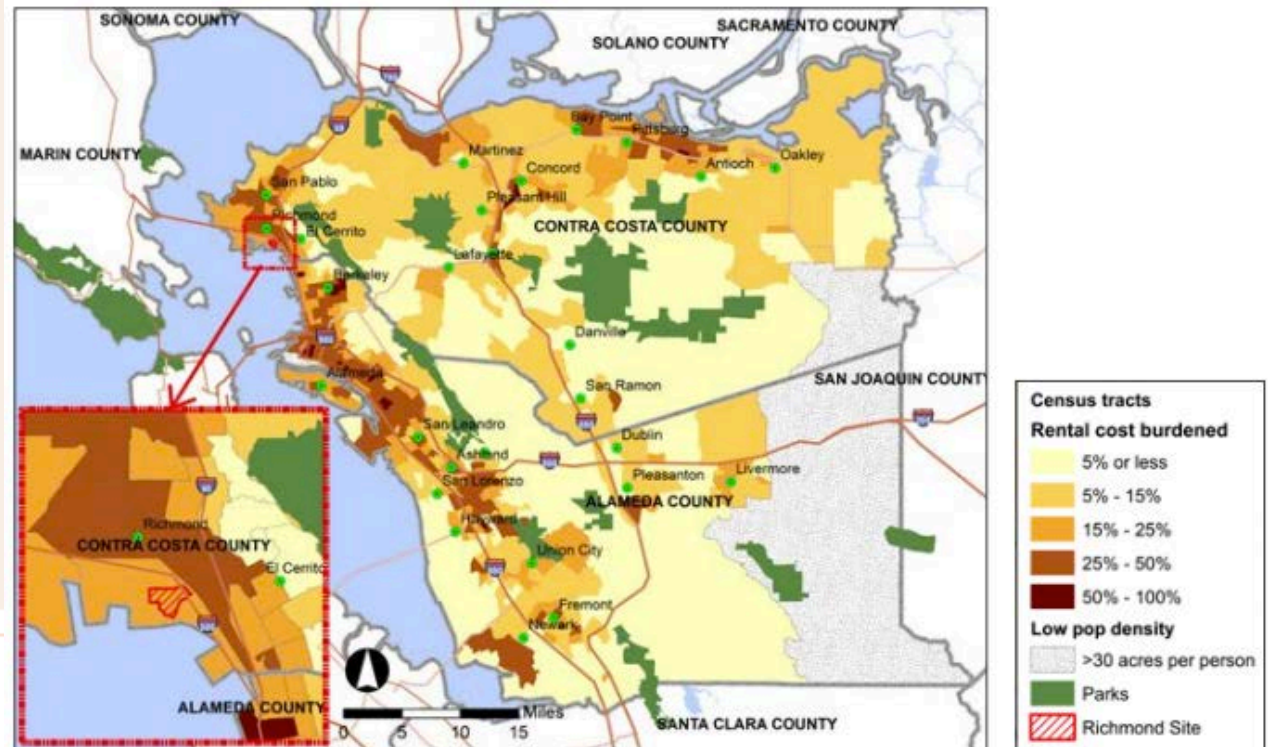 SONOMA COUNTY
SACRAMENTO COUNTY
SOLANO COUNTY
MARIN COUNTY
Bay Point
Pittsburg
Martinez
Antioch
Oakley
Concord
San Pablo
Pleasant Hill
Richmond
El Cerrito
CONTRA COSTA COUNTY
Lafayette
Berkeley
Danville
Alameda
San Ramon
SAN JOAQUIN COUNTY
San Leandro
Dublin
Ashland
Pleasanton
Livermore
San Lorenzo
ALAMEDA COUNTY
Hayward
Union City
Fremont
Newark
SANTA CLARA COUNTY
Richmond
CONTRA COSTA COUNTY
El Cerrito
ALAMEDA COUNTY
Miles
0 5 10 15
Census tracts
Rental cost burdened
5% or less
5% - 15%
15% - 25%
25% - 50%
50% - 100%
Low pop density
>30 acres per person
Parks
Richmond Site